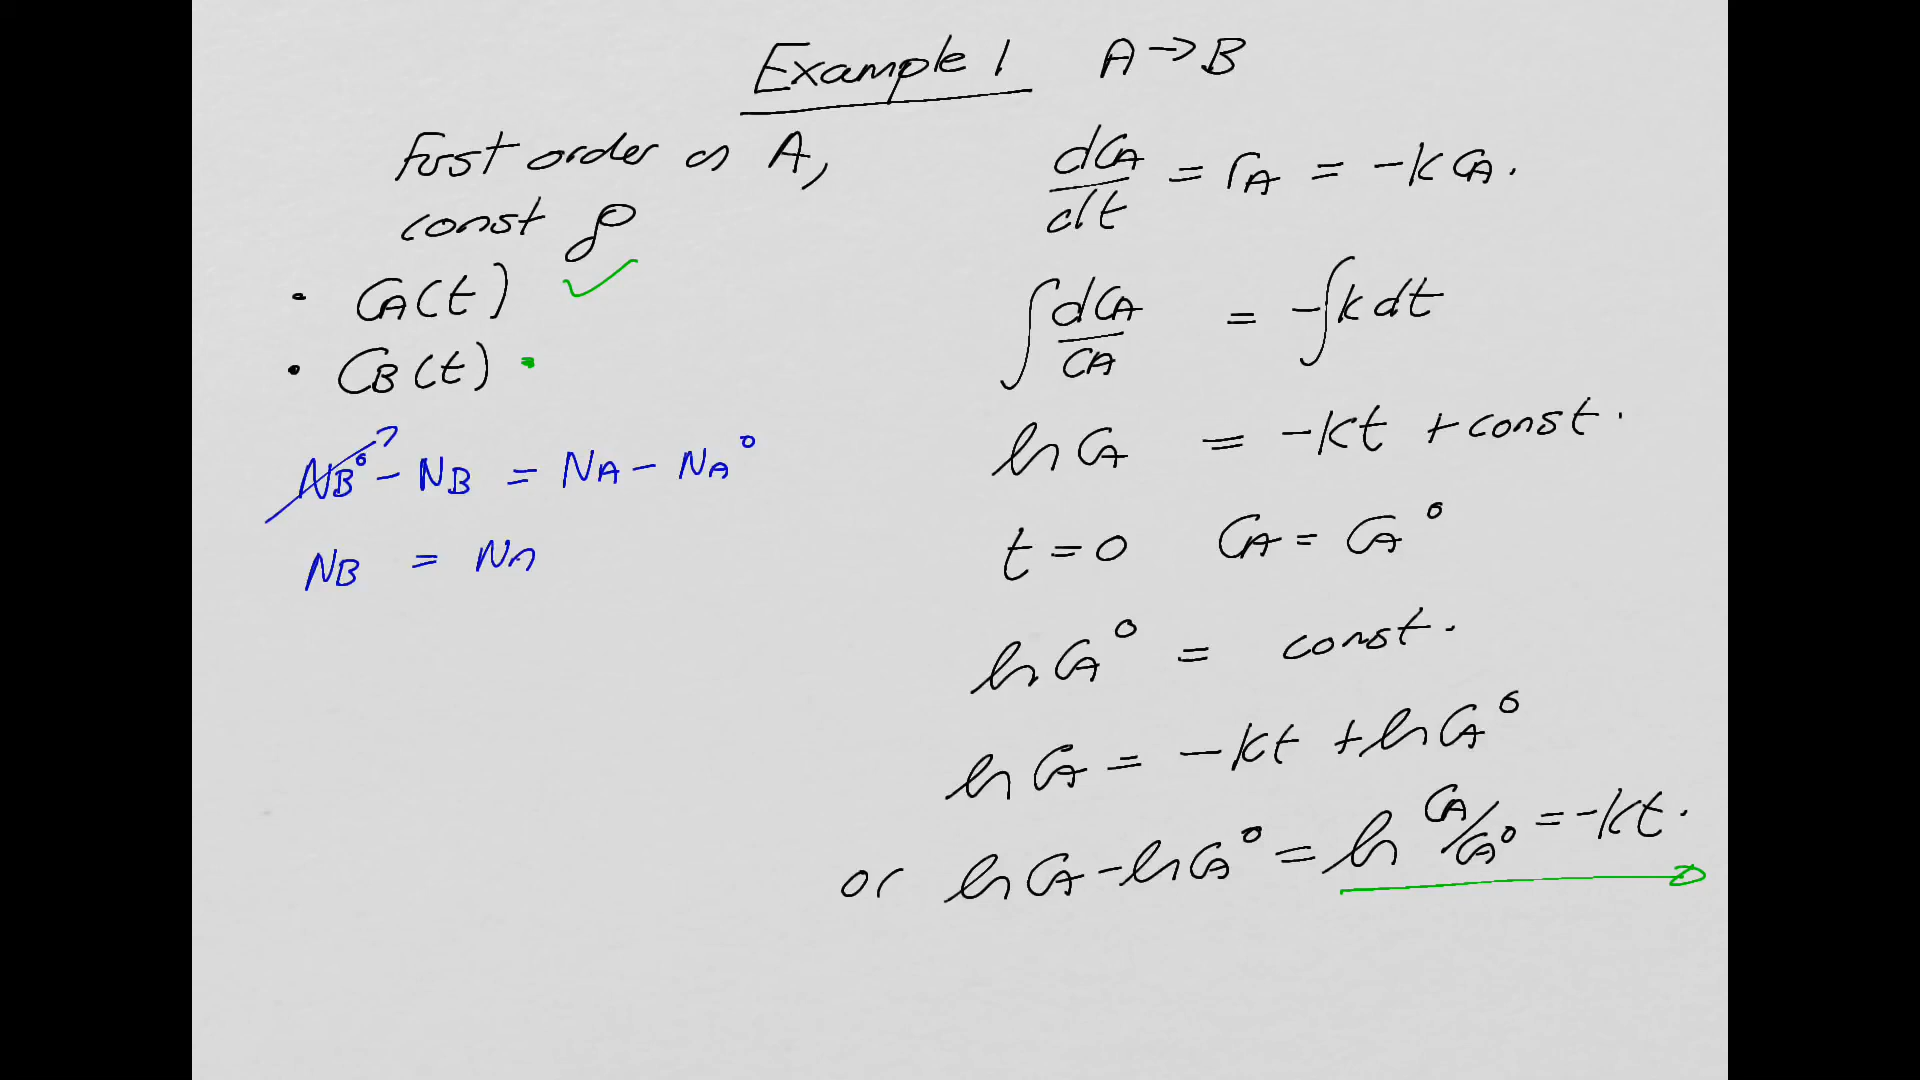 Example 1 A → B
First order in A,
const ρ
• CA(t) ✓
• CB(t) •
NB° - NB = NA - NA°
NB = NA
dCA/dt = rA = -k CA.
∫ dCA/CA = -∫ k dt
ln CA = -kt + const.
t = 0 CA = CA°
ln CA° = const.
ln CA = -kt + ln CA°
or ln CA - ln CA° = ln CA/CA° = -kt.